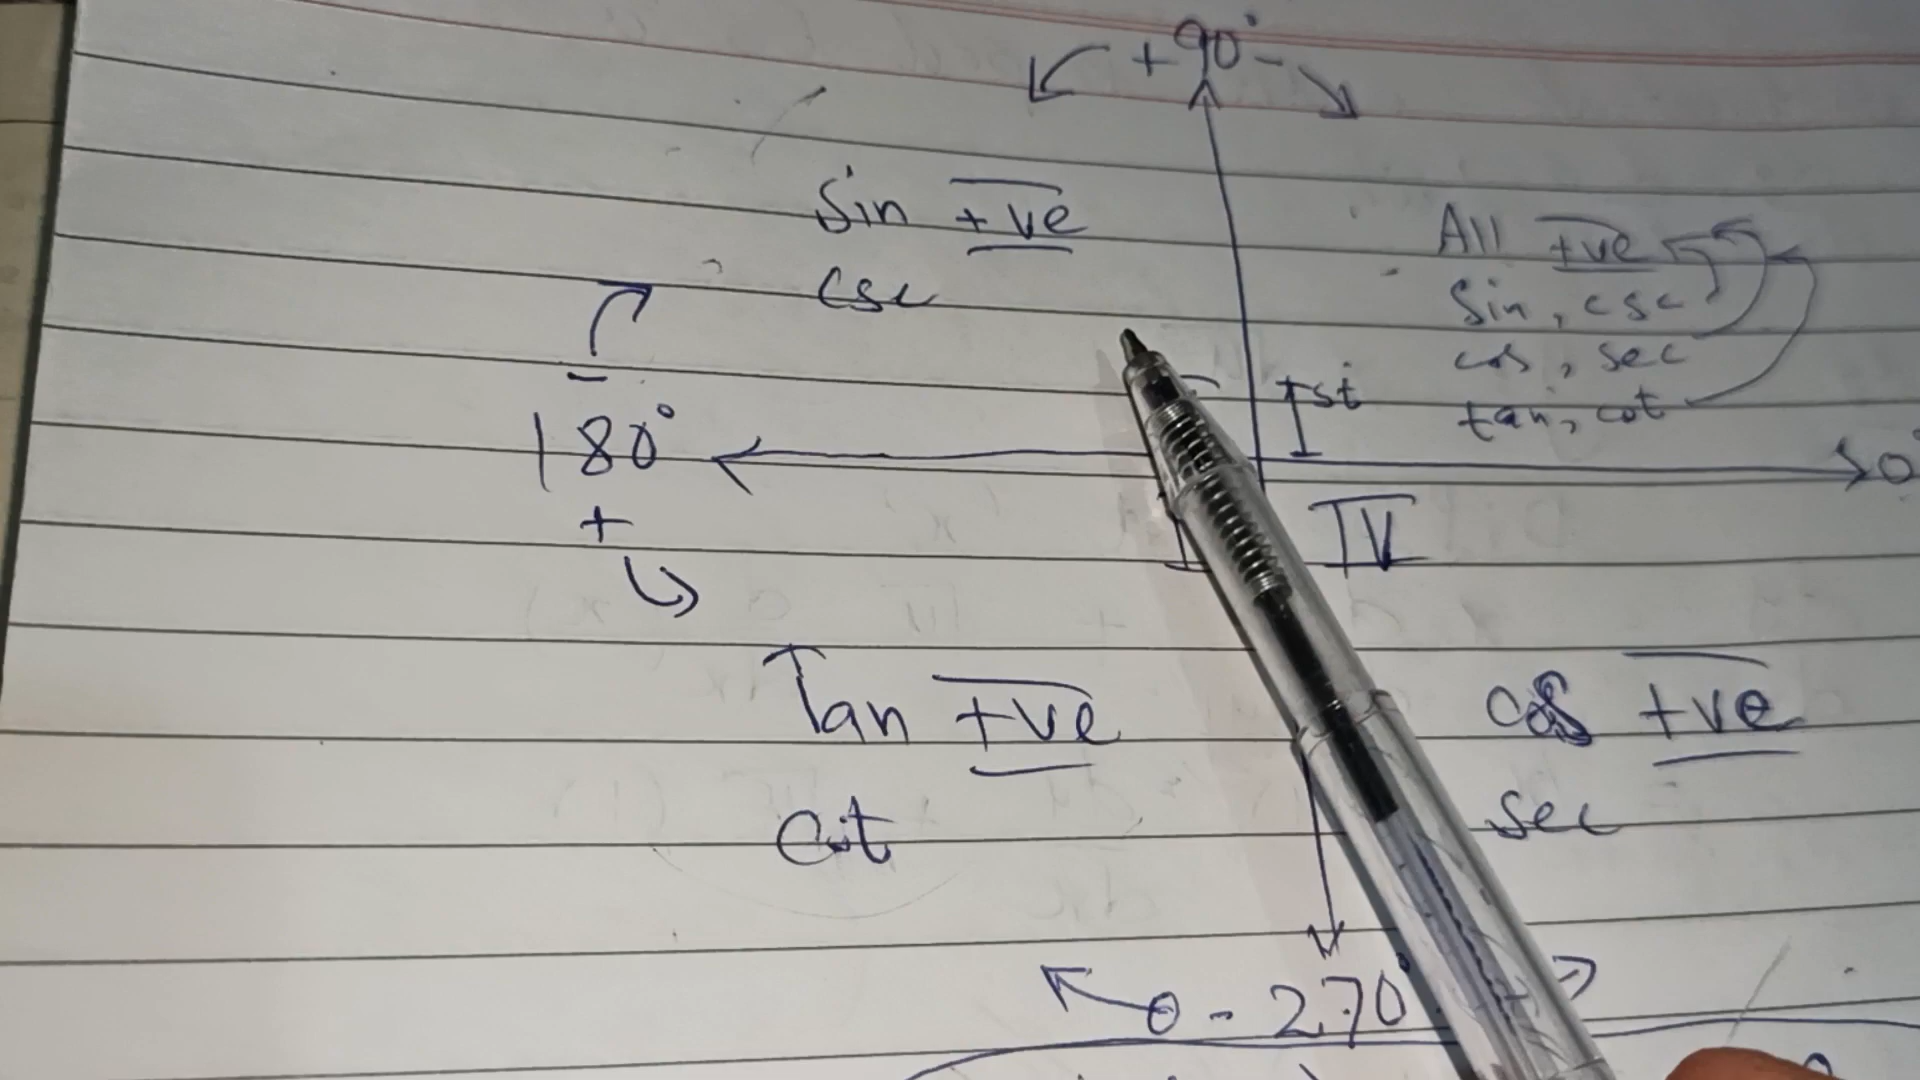 + 90° -
Sin +ve
All +ve
csc
Sin, csc
cos, sec
Ist
tan, cot
-
180°
0°
+
IV
Tan +ve
cos +ve
cot
sec
θ - 270° +